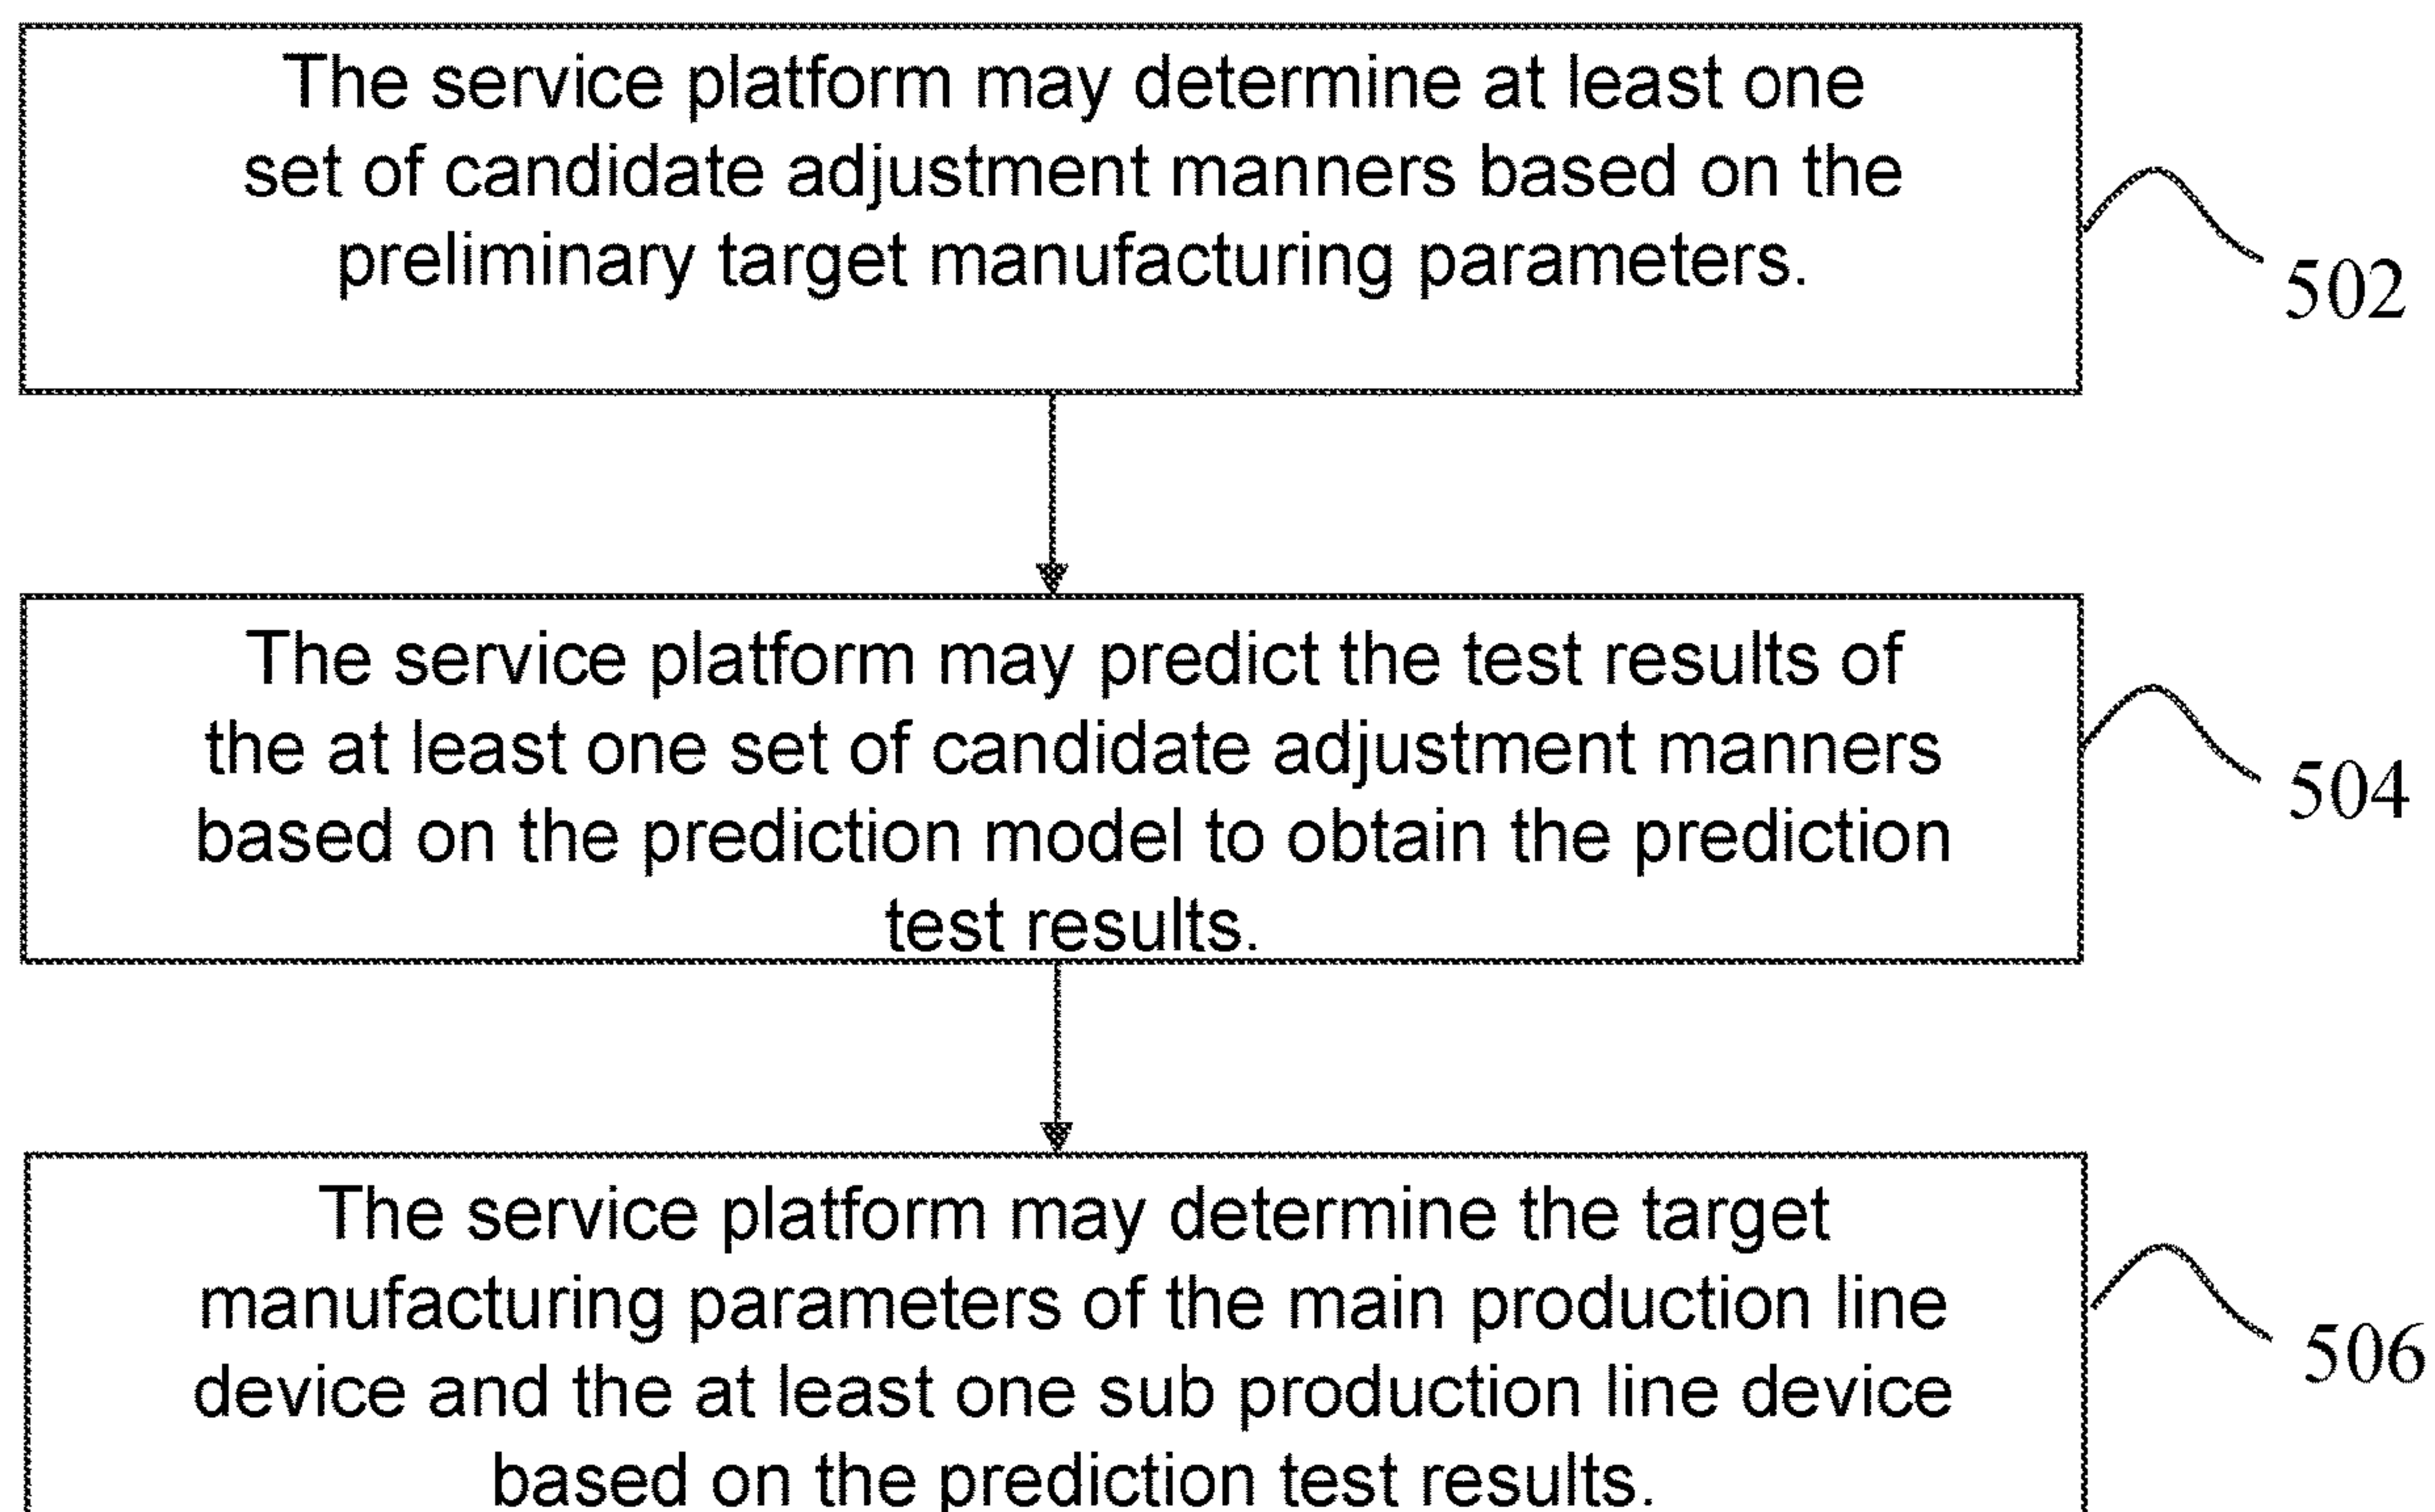 The service platform may determine at least one
set of candidate adjustment manners based on the
preliminary target manufacturing parameters.
502
The service platform may predict the test results of
the at least one set of candidate adjustment manners
based on the prediction model to obtain the prediction
test results.
504
The service platform may determine the target
manufacturing parameters of the main production line
device and the at least one sub production line device
based on the prediction test results.
506